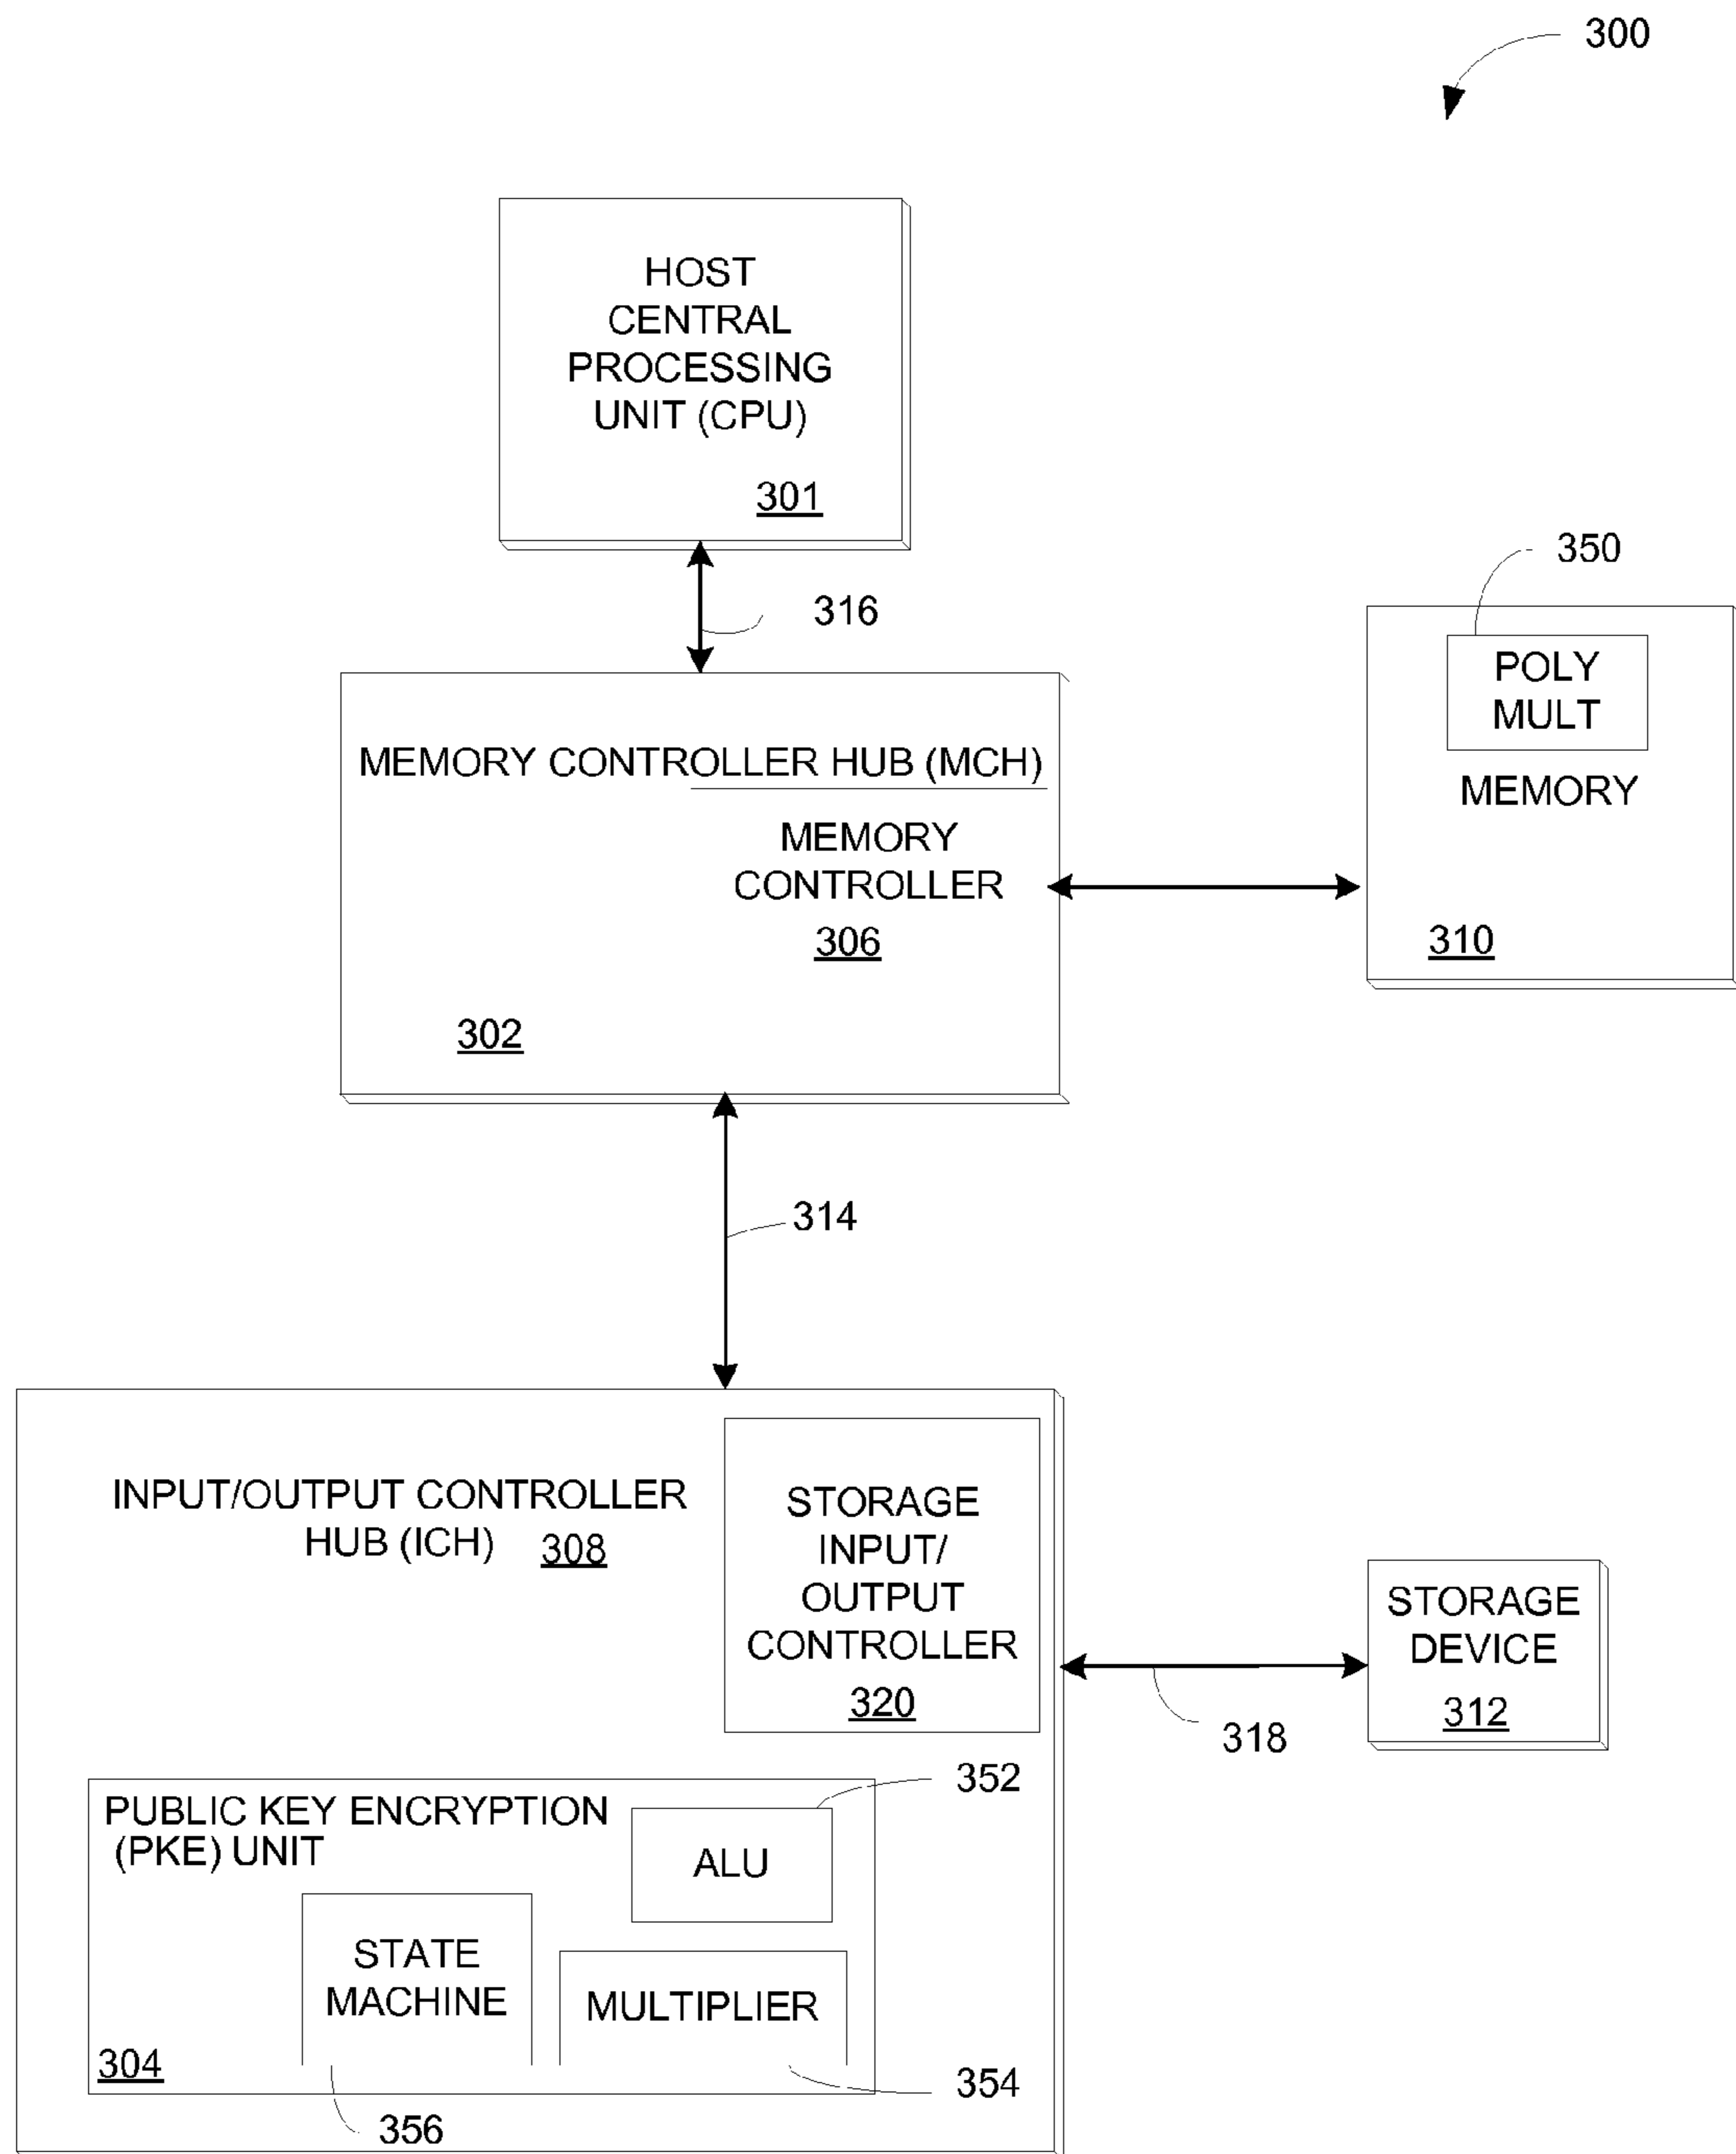 300
HOST
CENTRAL
PROCESSING
UNIT (CPU)
301
316
350
POLY
MULT
MEMORY
310
MEMORY CONTROLLER HUB (MCH)
MEMORY
CONTROLLER
306
302
314
INPUT/OUTPUT CONTROLLER
HUB (ICH) 308
STORAGE
INPUT/
OUTPUT
CONTROLLER
320
STORAGE
DEVICE
312
318
352
PUBLIC KEY ENCRYPTION
(PKE) UNIT
ALU
STATE
MACHINE
MULTIPLIER
304
354
356